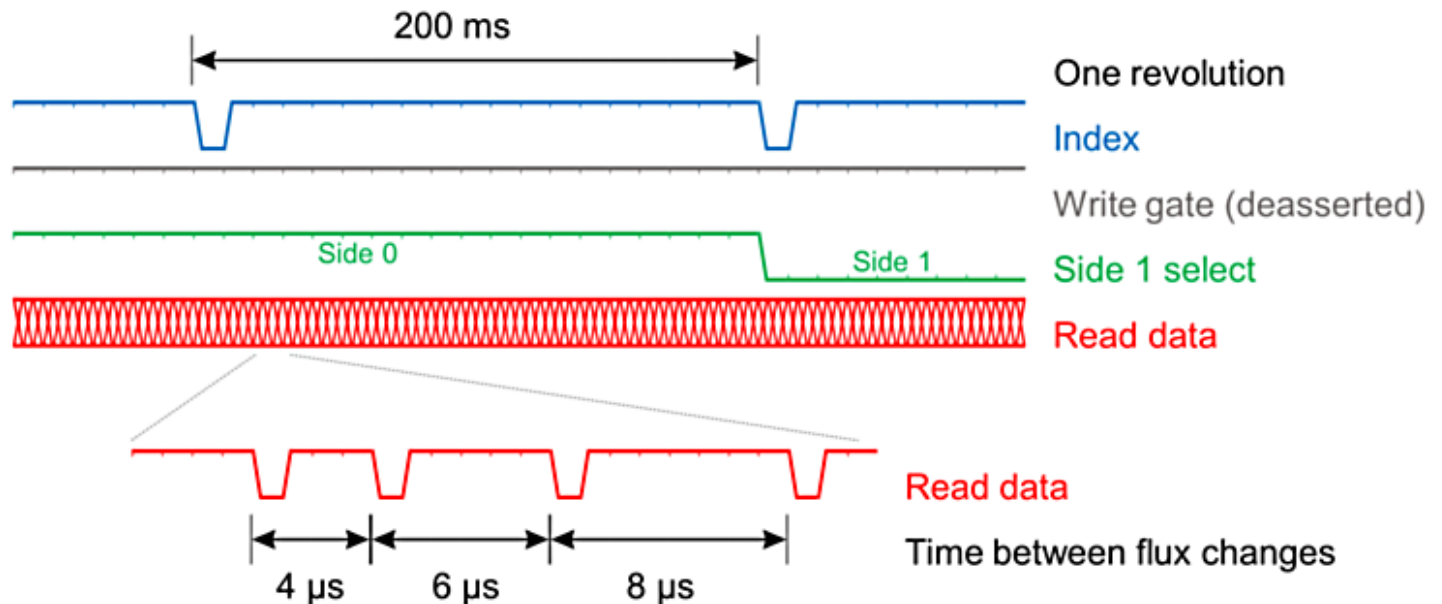 200 ms
One revolution
Index
Write gate (deasserted)
Side 0
Side 1
Side 1 select
Read data
Read data
Time between flux changes
4 µs
6 µs
8 µs